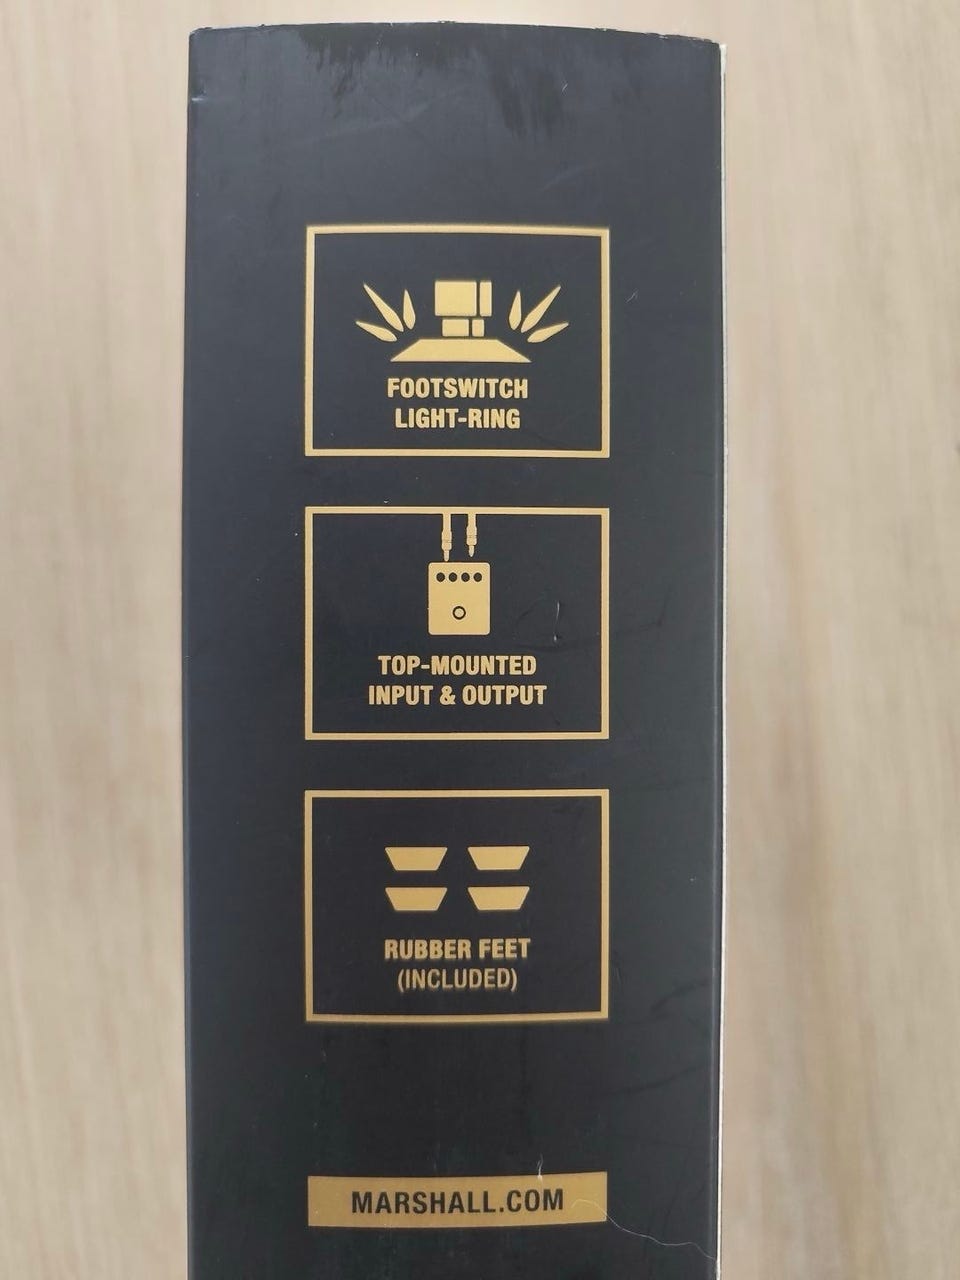 FOOTSWITCH
LIGHT-RING
TOP-MOUNTED
INPUT & OUTPUT
RUBBER FEET
(INCLUDED)
MARSHALL.COM